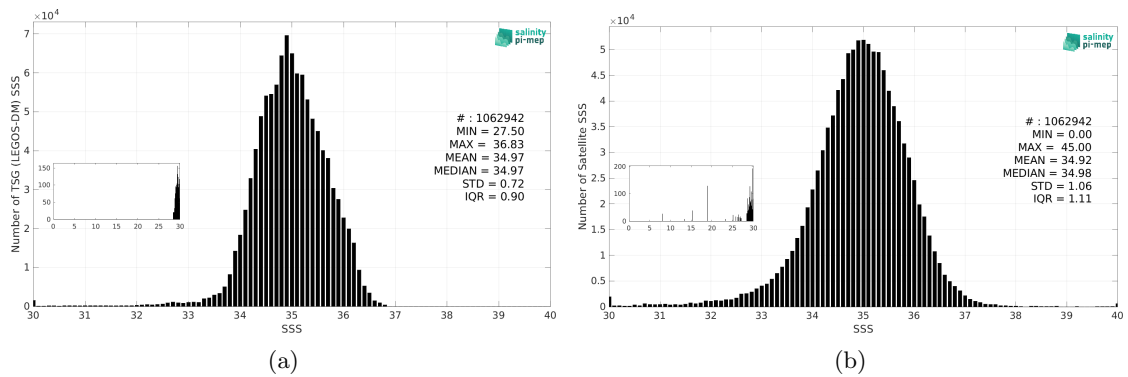 ×10⁴
7
6
5
4
3
2
1
0
Number of TSG (LEGOS-DM) SSS
salinity
pi-mep
# : 1062942
MIN = 27.50
MAX = 36.83
MEAN = 34.97
MEDIAN = 34.97
STD = 0.72
IQR = 0.90
150
100
50
0
0 5 10 15 20 25 30
30 31 32 33 34 35 36 37 38 39 40
SSS
(a)
×10⁴
5
4.5
4
3.5
3
2.5
2
1.5
1
0.5
0
Number of Satellite SSS
salinity
pi-mep
# : 1062942
MIN = 0.00
MAX = 45.00
MEAN = 34.92
MEDIAN = 34.98
STD = 1.06
IQR = 1.11
200
100
0
0 5 10 15 20 25 30
30 31 32 33 34 35 36 37 38 39 40
SSS
(b)